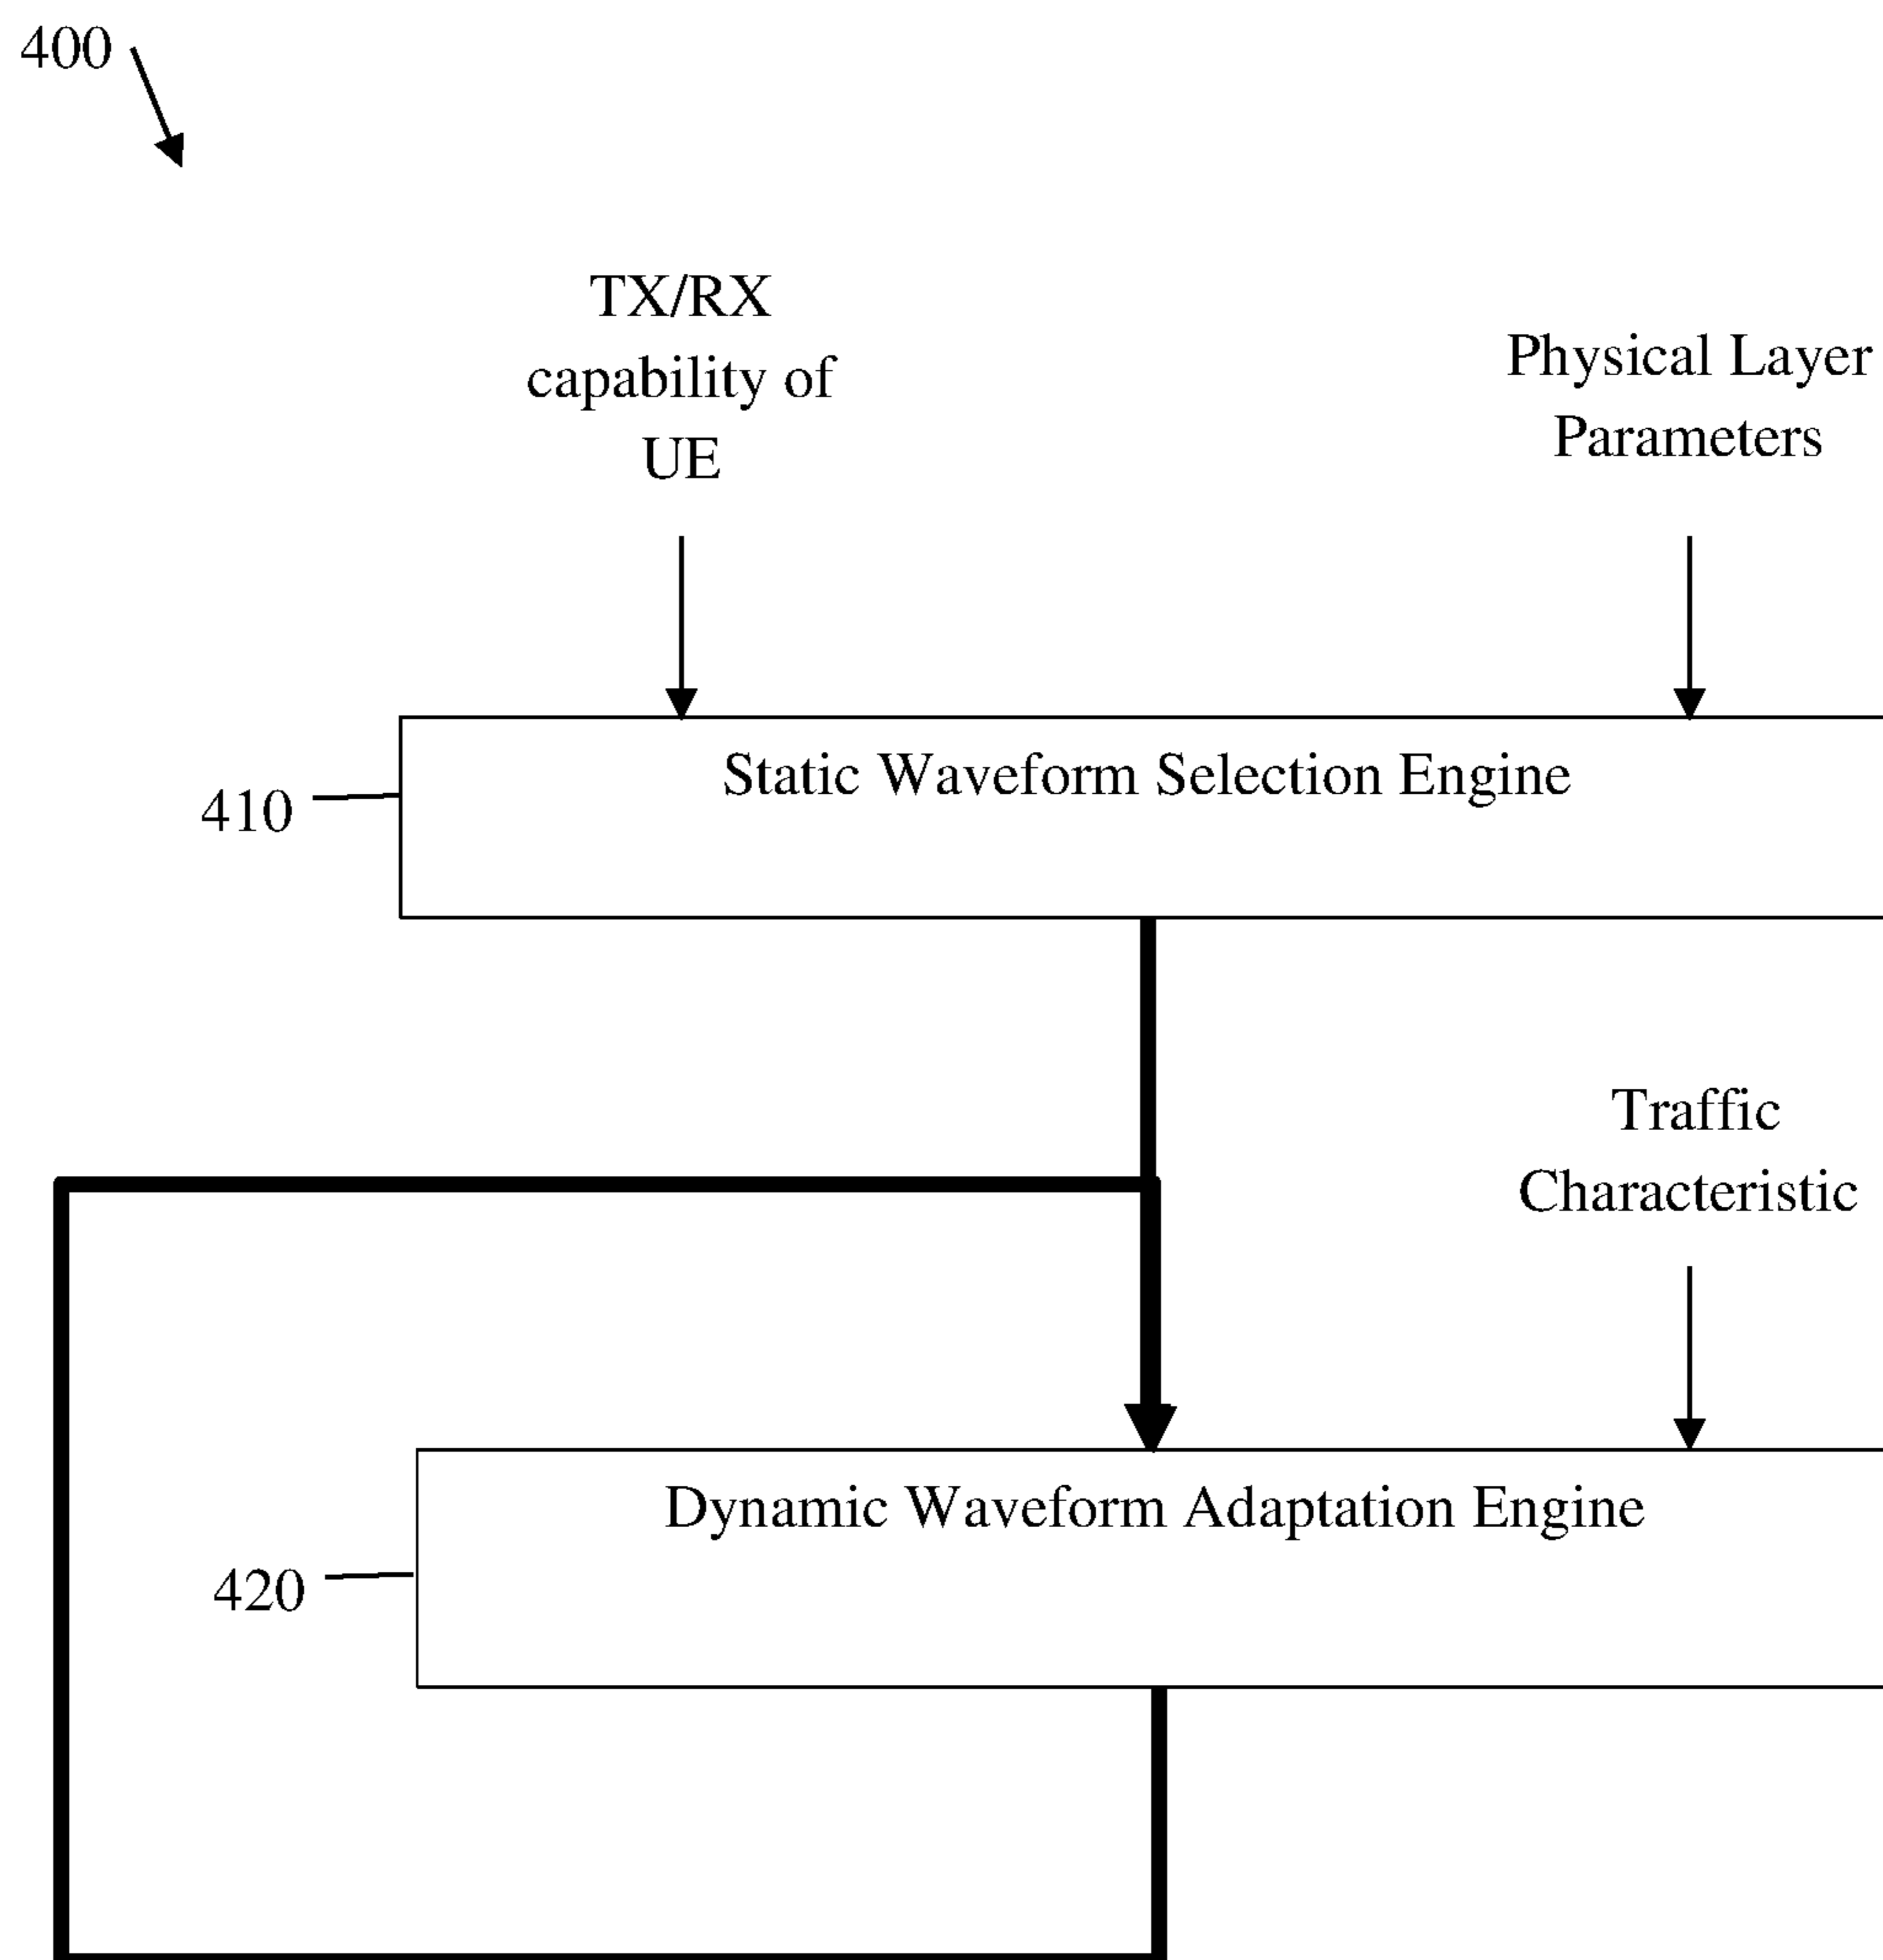 400
TX/RX
capability of
UE
Physical Layer
Parameters
Static Waveform Selection Engine
410
Traffic
Characteristic
Dynamic Waveform Adaptation Engine
420